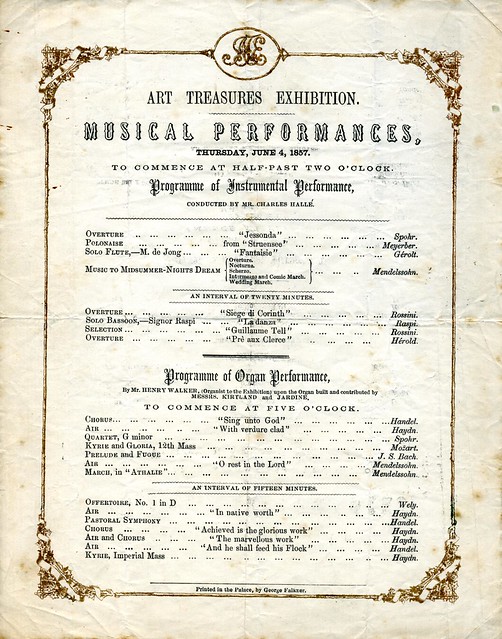 ATE
ART TREASURES EXHIBITION.
MUSICAL PERFORMANCES,
THURSDAY, JUNE 4, 1857.
TO COMMENCE AT HALF-PAST TWO O'CLOCK.
Programme of Instrumental Performance,
CONDUCTED BY MR. CHARLES HALLÉ.
OVERTURE ... ... ... ... "Jessonda" ... ... ... ... Spohr.
POLONAISE ... ... ... ... from "Struensee" ... ... ... ... Meyerber.
SOLO FLUTE,—M. de Jong ... ... "Fantaisie" ... ... ... ... Gérolt.
MUSIC TO MIDSUMMER-NIGHTS DREAM { Overture. Notturno. Scherzo. Intermezzo and Comic March. Wedding March. } ... ... Mendelssohn.
AN INTERVAL OF TWENTY MINUTES.
OVERTURE ... ... ... ... "Siege di Corinth" ... ... ... ... Rossini.
SOLO BASSOON,—Signor Raspi ... ... "La danza" ... ... ... ... Raspi.
SELECTION ... ... ... ... "Guillaume Tell" ... ... ... ... Rossini.
OVERTURE ... ... ... ... "Prè aux Clercs" ... ... ... ... Hérold.
Programme of Organ Performance,
By Mr. HENRY WALKER, (Organist to the Exhibition) upon the Organ built and contributed by
MESSRS. KIRTLAND and JARDINE,
TO COMMENCE AT FIVE O'CLOCK.
CHORUS ... ... ... ... "Sing unto God" ... ... ... ... Handel.
AIR ... ... ... ... "With verdure clad" ... ... ... ... Haydn.
QUARTET, G minor ... ... ... ... Spohr.
KYRIE and GLORIA, 12th Mass ... ... ... ... Mozart.
PRELUDE and FUGUE ... ... ... ... J. S. Bach.
AIR ... ... ... ... "O rest in the Lord" ... ... ... ... Mendelssohn.
MARCH, in "ATHALIE" ... ... ... ... Mendelssohn.
AN INTERVAL OF FIFTEEN MINUTES.
OFFERTOIRE, No. 1 in D ... ... ... ... Wely.
AIR ... ... ... ... "In native worth" ... ... ... ... Haydn.
PASTORAL SYMPHONY ... ... ... ... Handel.
CHORUS ... ... "Achieved is the glorious work" ... ... ... Haydn.
AIR and CHORUS ... ... "The marvellous work" ... ... ... Haydn.
AIR ... ... ... "And he shall feed his Flock" ... ... ... Handel.
KYRIE, Imperial Mass ... ... ... ... Haydn.
Printed in the Palace, by George Falkner.